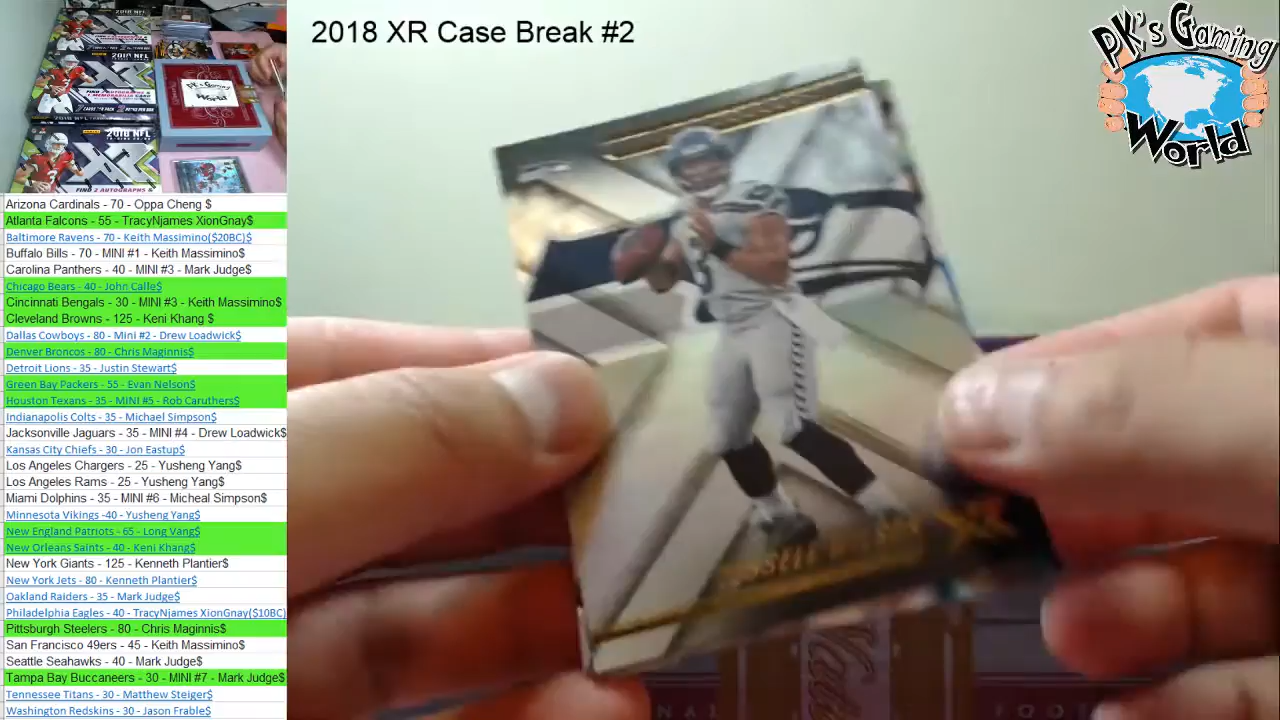 2018 XR Case Break #2
PK's Gaming
World
2018 NFL
XR
FIND 2 AUTOGRAPHS &
Arizona Cardinals - 70 - Oppa Cheng $
Atlanta Falcons - 55 - TracyNjames XionGnay$
Baltimore Ravens - 70 - Keith Massimino($20BC)$
Buffalo Bills - 70 - MINI #1 - Keith Massimino$
Carolina Panthers - 40 - MINI #3 - Mark Judge$
Chicago Bears - 40 - John Calle$
Cincinnati Bengals - 30 - MINI #3 - Keith Massimino$
Cleveland Browns - 125 - Keni Khang $
Dallas Cowboys - 80 - Mini #2 - Drew Loadwick$
Denver Broncos - 80 - Chris Maginnis$
Detroit Lions - 35 - Justin Stewart$
Green Bay Packers - 55 - Evan Nelson$
Houston Texans - 35 - MINI #5 - Rob Caruthers$
Indianapolis Colts - 35 - Michael Simpson$
Jacksonville Jaguars - 35 - MINI #4 - Drew Loadwick$
Kansas City Chiefs - 30 - Jon Eastup$
Los Angeles Chargers - 25 - Yusheng Yang$
Los Angeles Rams - 25 - Yusheng Yang$
Miami Dolphins - 35 - MINI #6 - Micheal Simpson$
Minnesota Vikings -40 - Yusheng Yang$
New England Patriots - 65 - Long Vang$
New Orleans Saints - 40 - Keni Khang$
New York Giants - 125 - Kenneth Plantier$
New York Jets - 80 - Kenneth Plantier$
Oakland Raiders - 35 - Mark Judge$
Philadelphia Eagles - 40 - TracyNjames XionGnay($10BC)
Pittsburgh Steelers - 80 - Chris Maginnis$
San Francisco 49ers - 45 - Keith Massimino$
Seattle Seahawks - 40 - Mark Judge$
Tampa Bay Buccaneers - 30 - MINI #7 - Mark Judge$
Tennessee Titans - 30 - Matthew Steiger$
Washington Redskins - 30 - Jason Frable$